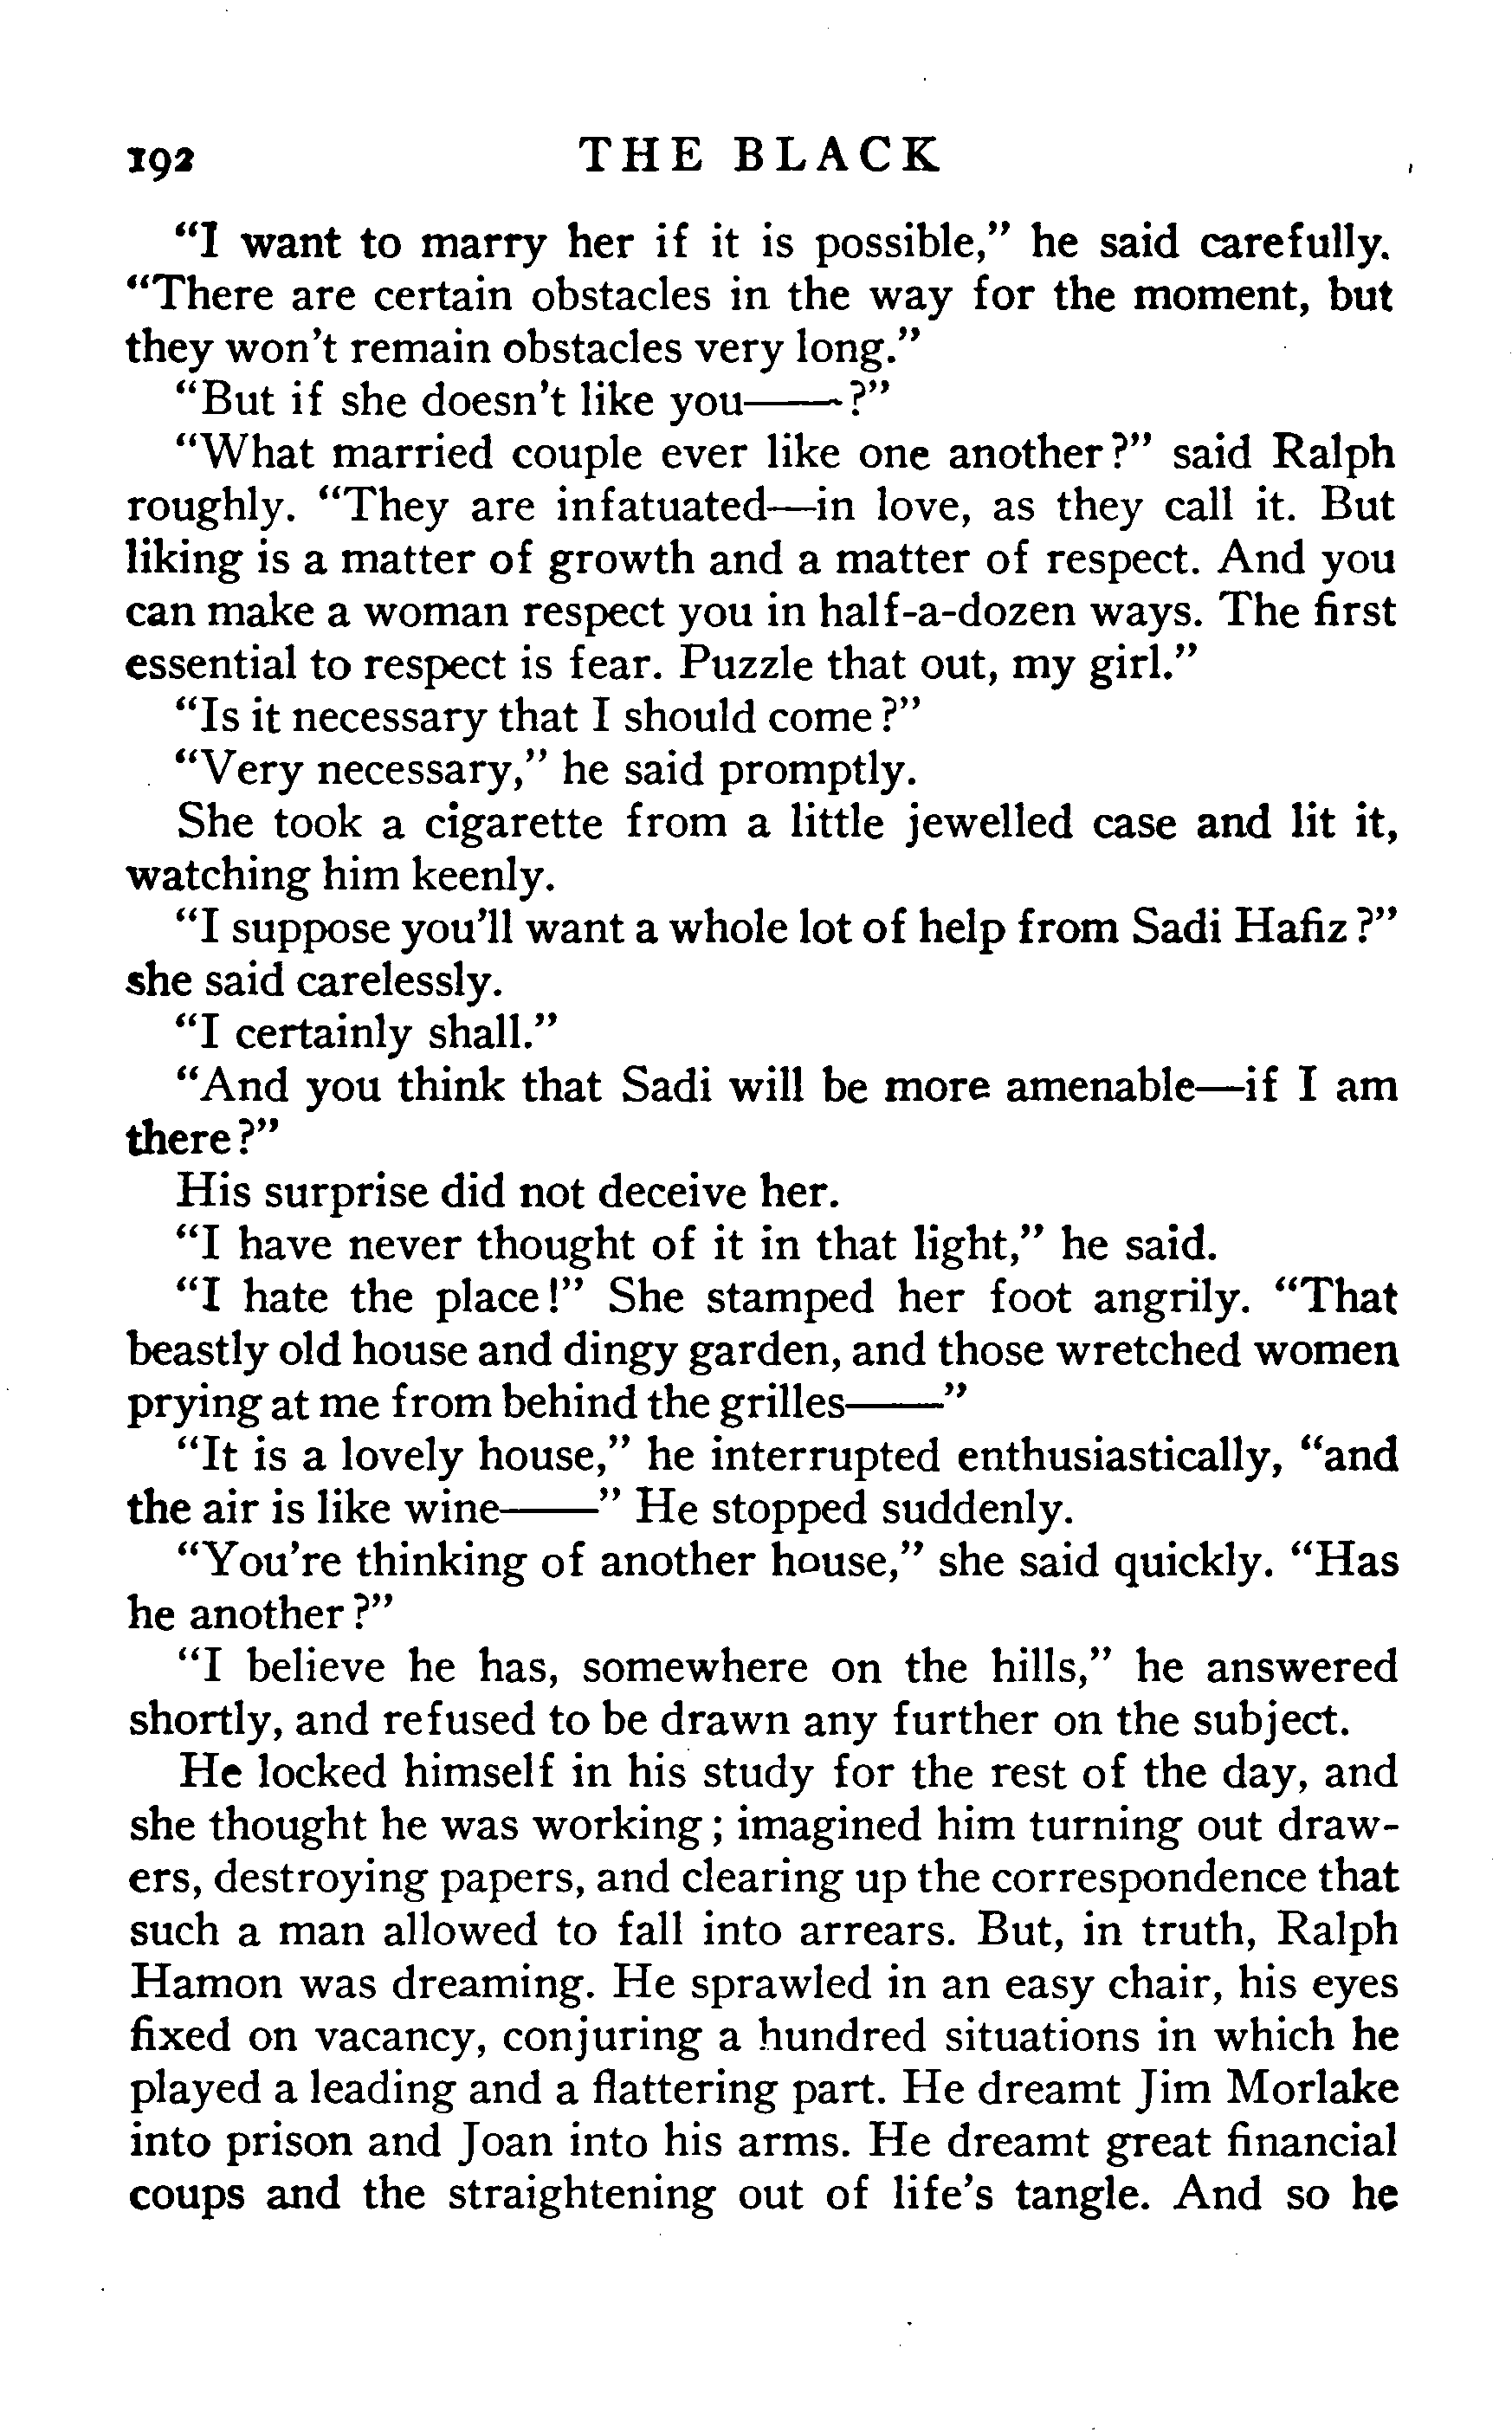 192 THE BLACK
"I want to marry her if it is possible," he said carefully.
"There are certain obstacles in the way for the moment, but
they won't remain obstacles very long."
"But if she doesn't like you——?"
"What married couple ever like one another?" said Ralph
roughly. "They are infatuated—in love, as they call it. But
liking is a matter of growth and a matter of respect. And you
can make a woman respect you in half-a-dozen ways. The first
essential to respect is fear. Puzzle that out, my girl."
"Is it necessary that I should come?"
"Very necessary," he said promptly.
She took a cigarette from a little jewelled case and lit it,
watching him keenly.
"I suppose you'll want a whole lot of help from Sadi Hafiz?"
she said carelessly.
"I certainly shall."
"And you think that Sadi will be more amenable—if I am
there?"
His surprise did not deceive her.
"I have never thought of it in that light," he said.
"I hate the place!" She stamped her foot angrily. "That
beastly old house and dingy garden, and those wretched women
prying at me from behind the grilles——"
"It is a lovely house," he interrupted enthusiastically, "and
the air is like wine——" He stopped suddenly.
"You're thinking of another house," she said quickly. "Has
he another?"
"I believe he has, somewhere on the hills," he answered
shortly, and refused to be drawn any further on the subject.
He locked himself in his study for the rest of the day, and
she thought he was working; imagined him turning out draw-
ers, destroying papers, and clearing up the correspondence that
such a man allowed to fall into arrears. But, in truth, Ralph
Hamon was dreaming. He sprawled in an easy chair, his eyes
fixed on vacancy, conjuring a hundred situations in which he
played a leading and a flattering part. He dreamt Jim Morlake
into prison and Joan into his arms. He dreamt great financial
coups and the straightening out of life's tangle. And so he